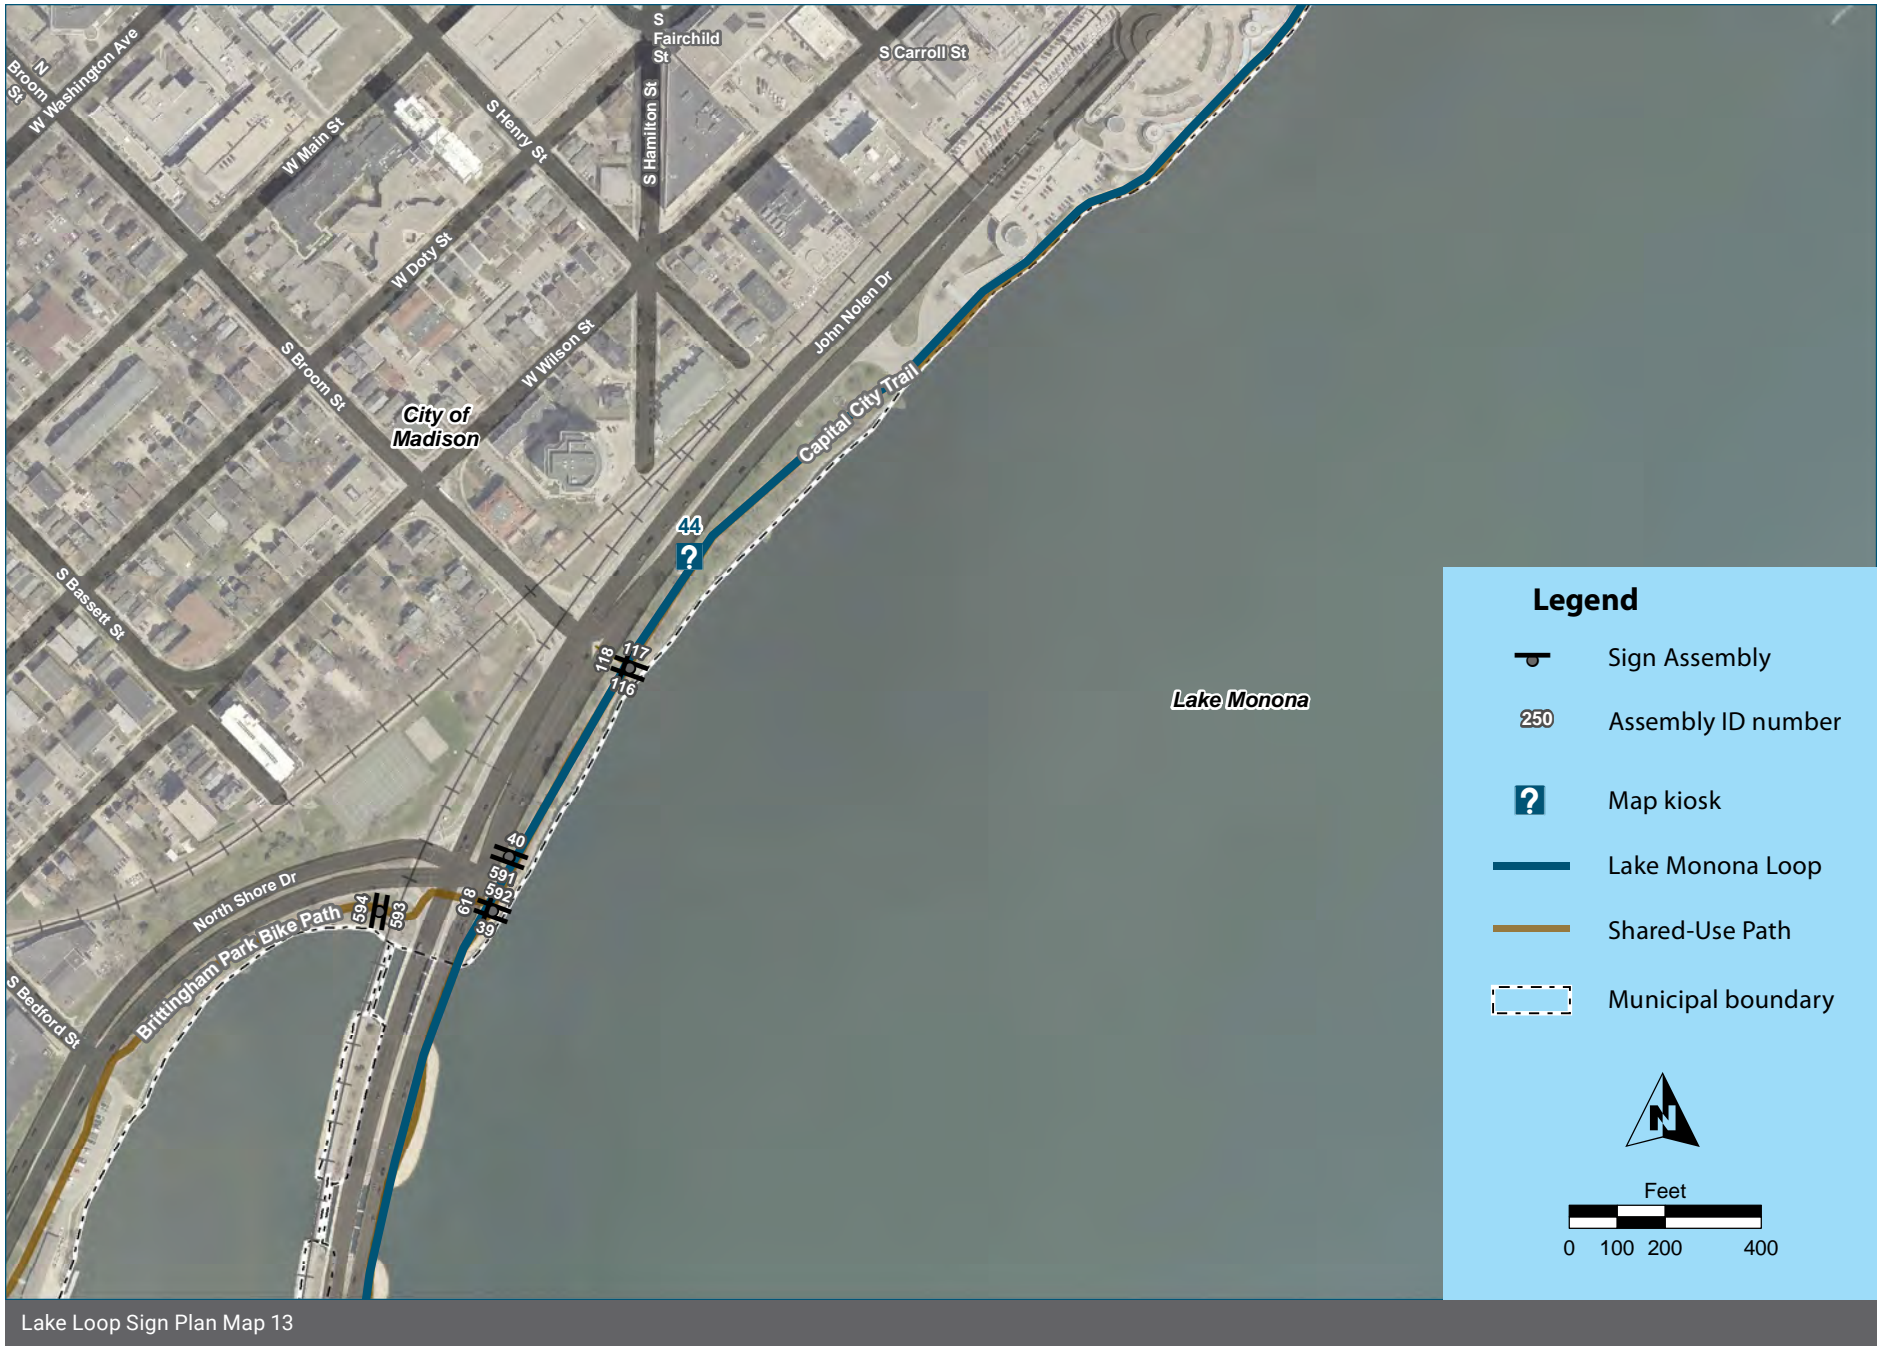 N
Broom
St
W Washington Ave
W Main St
S Henry St
S
Fairchild
St
S Hamilton St
S Carroll St
W Doty St
W Wilson St
John Nolen Dr
S Broom St
City of
Madison
Capital City Trail
44
?
S Bassett St
117
118
116
Lake Monona
40
591
592
618
39
594
593
North Shore Dr
Brittingham Park Bike Path
S Bedford St
Legend
Sign Assembly
250 Assembly ID number
? Map kiosk
Lake Monona Loop
Shared-Use Path
Municipal boundary
N
Feet
0 100 200 400
Lake Loop Sign Plan Map 13